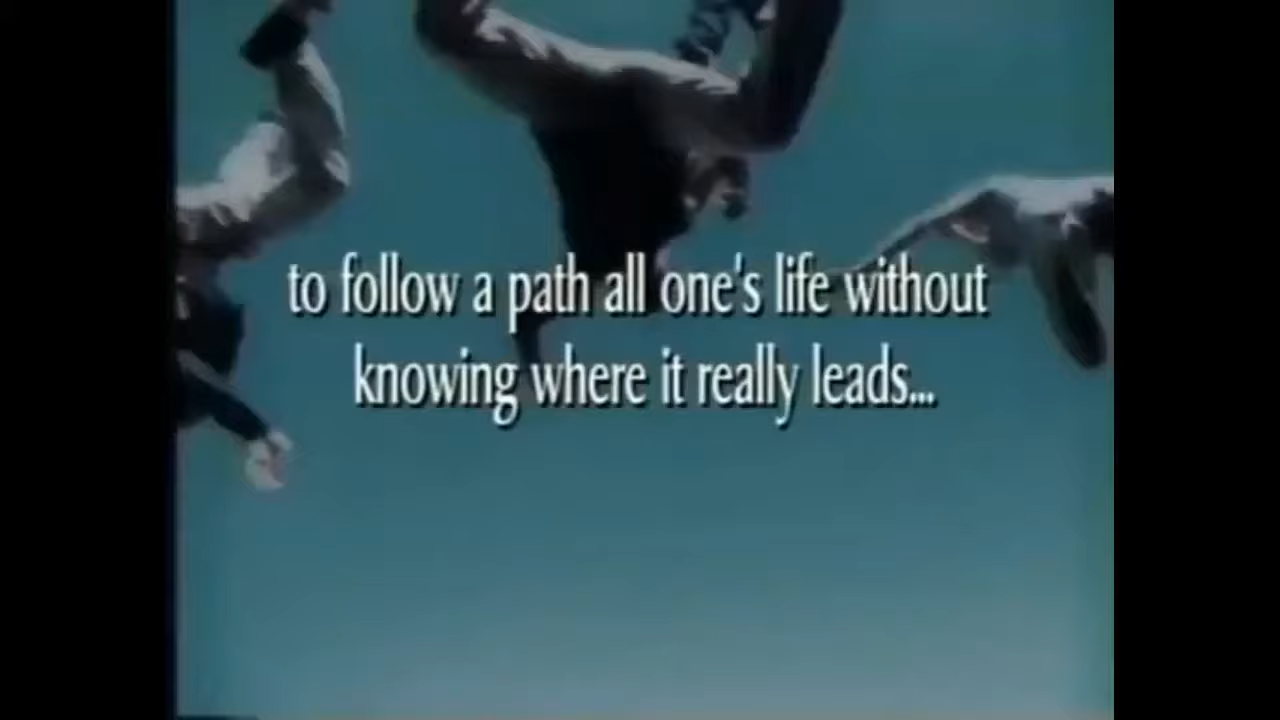 to follow a path all one's life without
knowing where it really leads...